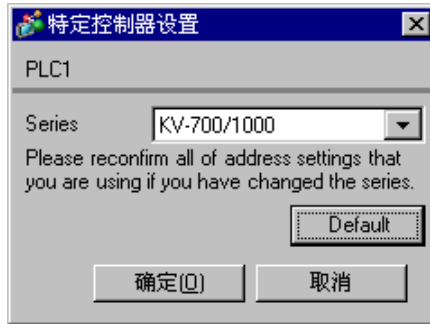 特定控制器设置
PLC1
Series KV-700/1000
Please reconfirm all of address settings that
you are using if you have changed the series.
Default
确定(O) 取消